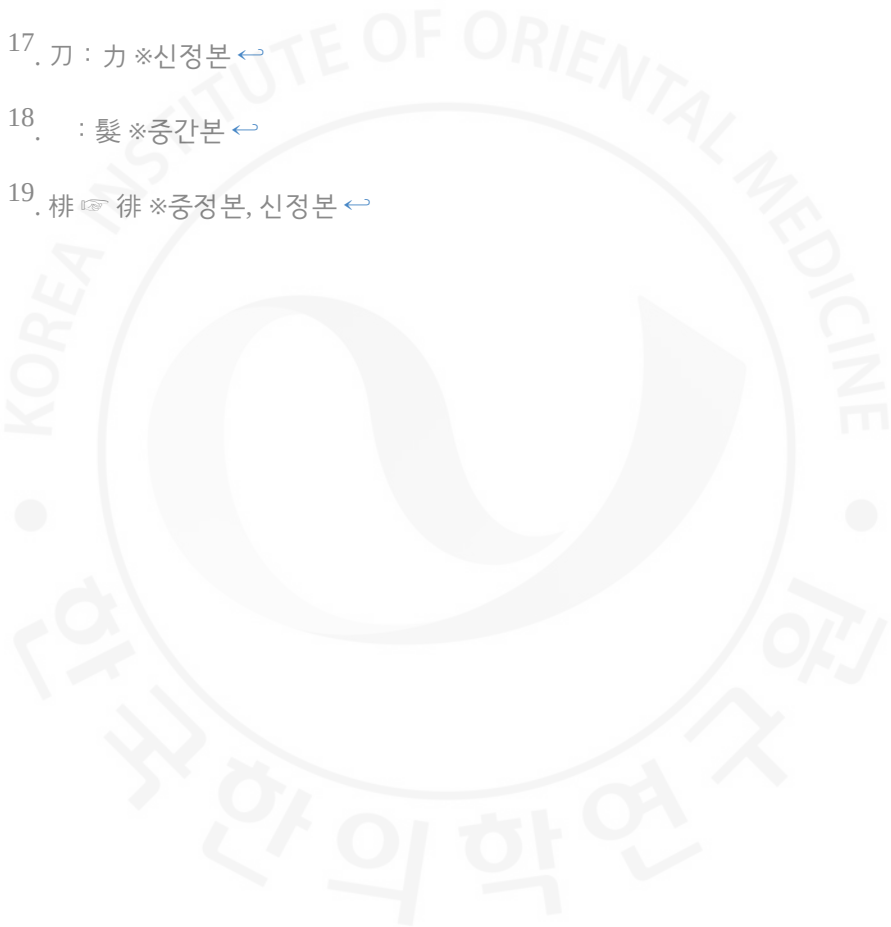 17. 刀：力 ※신정본 ↩
18. ：髮 ※중간본 ↩
19. 棑 ☞ 徘 ※중정본, 신정본 ↩
KOREA INSTITUTE OF ORIENTAL MEDICINE
한국한의학연구원